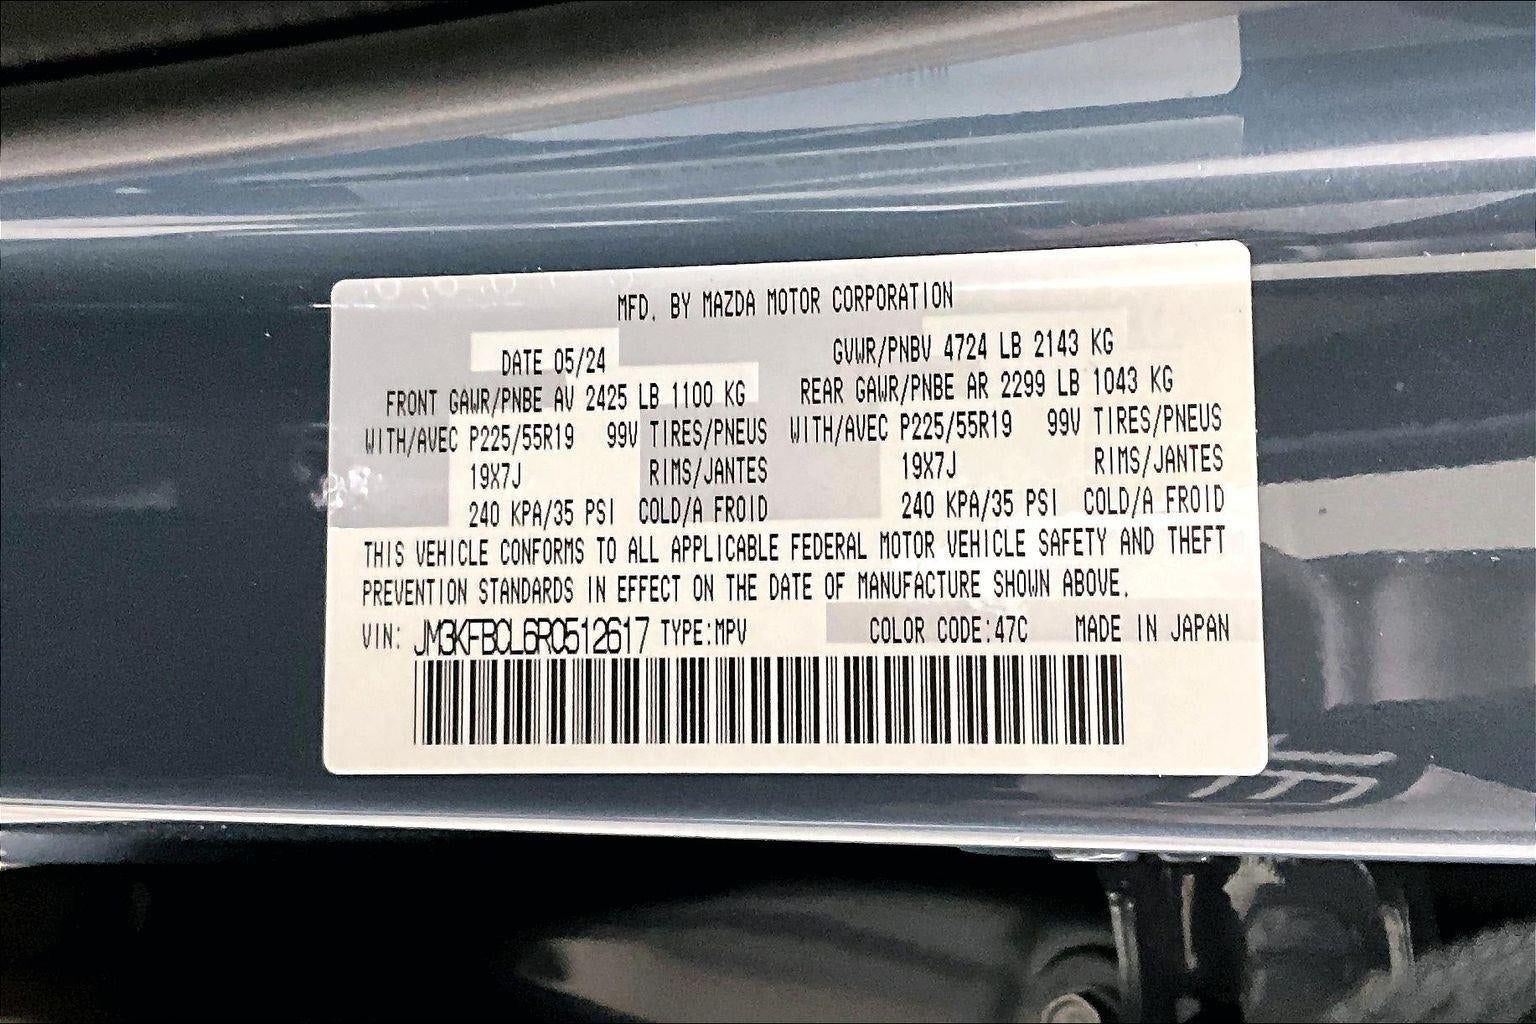 MFD. BY MAZDA MOTOR CORPORATION
DATE 05/24 GVWR/PNBV 4724 LB 2143 KG
FRONT GAWR/PNBE AV 2425 LB 1100 KG REAR GAWR/PNBE AR 2299 LB 1043 KG
WITH/AVEC P225/55R19 99V TIRES/PNEUS WITH/AVEC P225/55R19 99V TIRES/PNEUS
19X7J RIMS/JANTES 19X7J RIMS/JANTES
240 KPA/35 PSI COLD/A FROID 240 KPA/35 PSI COLD/A FROID
THIS VEHICLE CONFORMS TO ALL APPLICABLE FEDERAL MOTOR VEHICLE SAFETY AND THEFT
PREVENTION STANDARDS IN EFFECT ON THE DATE OF MANUFACTURE SHOWN ABOVE.
VIN: JM3KFBCL6R0512617 TYPE:MPV COLOR CODE:47C MADE IN JAPAN